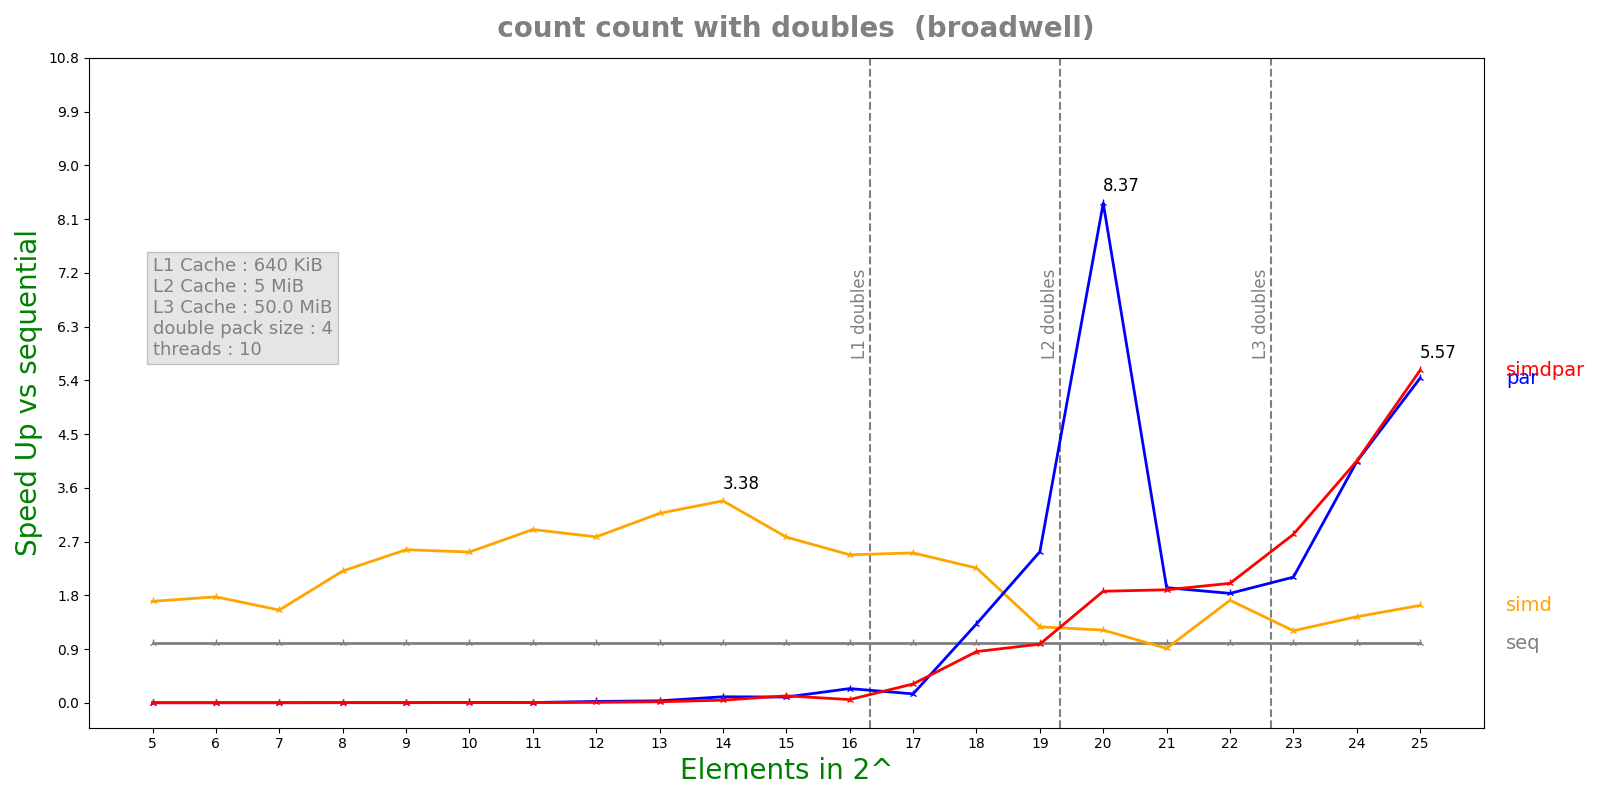 count count with doubles  (broadwell)
Speed Up vs sequential
10.8
9.9
9.0
8.1
7.2
6.3
5.4
4.5
3.6
2.7
1.8
0.9
0.0
L1 Cache : 640 KiB
L2 Cache : 5 MiB
L3 Cache : 50.0 MiB
double pack size : 4
threads : 10
3.38
L1 doubles
L2 doubles
8.37
L3 doubles
5.57
simdpar
par
simd
seq
5 6 7 8 9 10 11 12 13 14 15 16 17 18 19 20 21 22 23 24 25
Elements in 2^